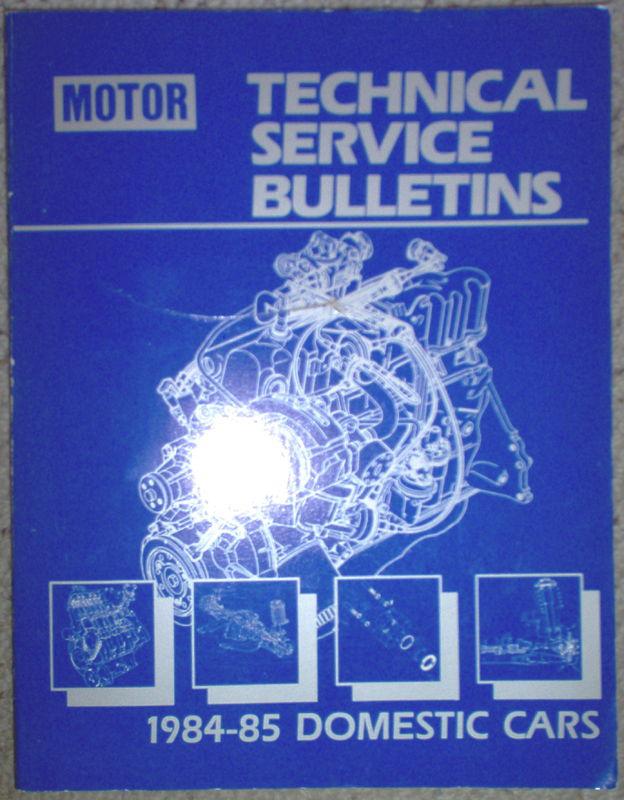 MOTOR
TECHNICAL
SERVICE
BULLETINS
1984-85 DOMESTIC CARS